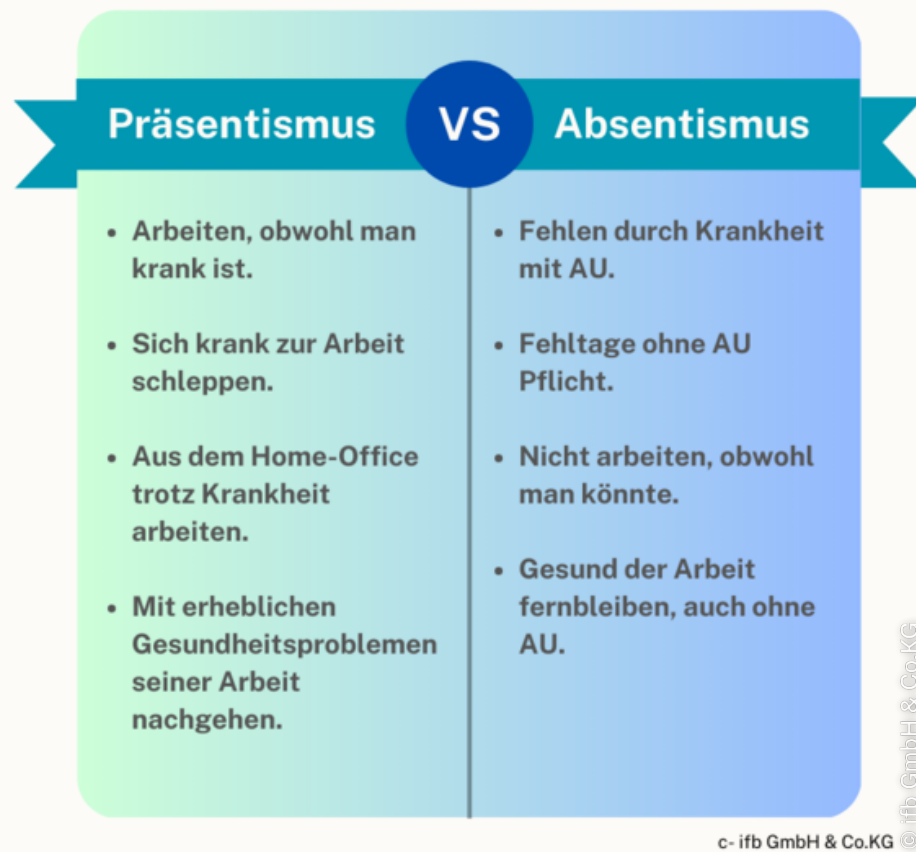 Präsentismus VS Absentismus
• Arbeiten, obwohl man
krank ist.
• Sich krank zur Arbeit
schleppen.
• Aus dem Home-Office
trotz Krankheit
arbeiten.
• Mit erheblichen
Gesundheitsproblemen
seiner Arbeit
nachgehen.
• Fehlen durch Krankheit
mit AU.
• Fehltage ohne AU
Pflicht.
• Nicht arbeiten, obwohl
man könnte.
• Gesund der Arbeit
fernbleiben, auch ohne
AU.
c- ifb GmbH & Co.KG
© ifb GmbH & Co.KG